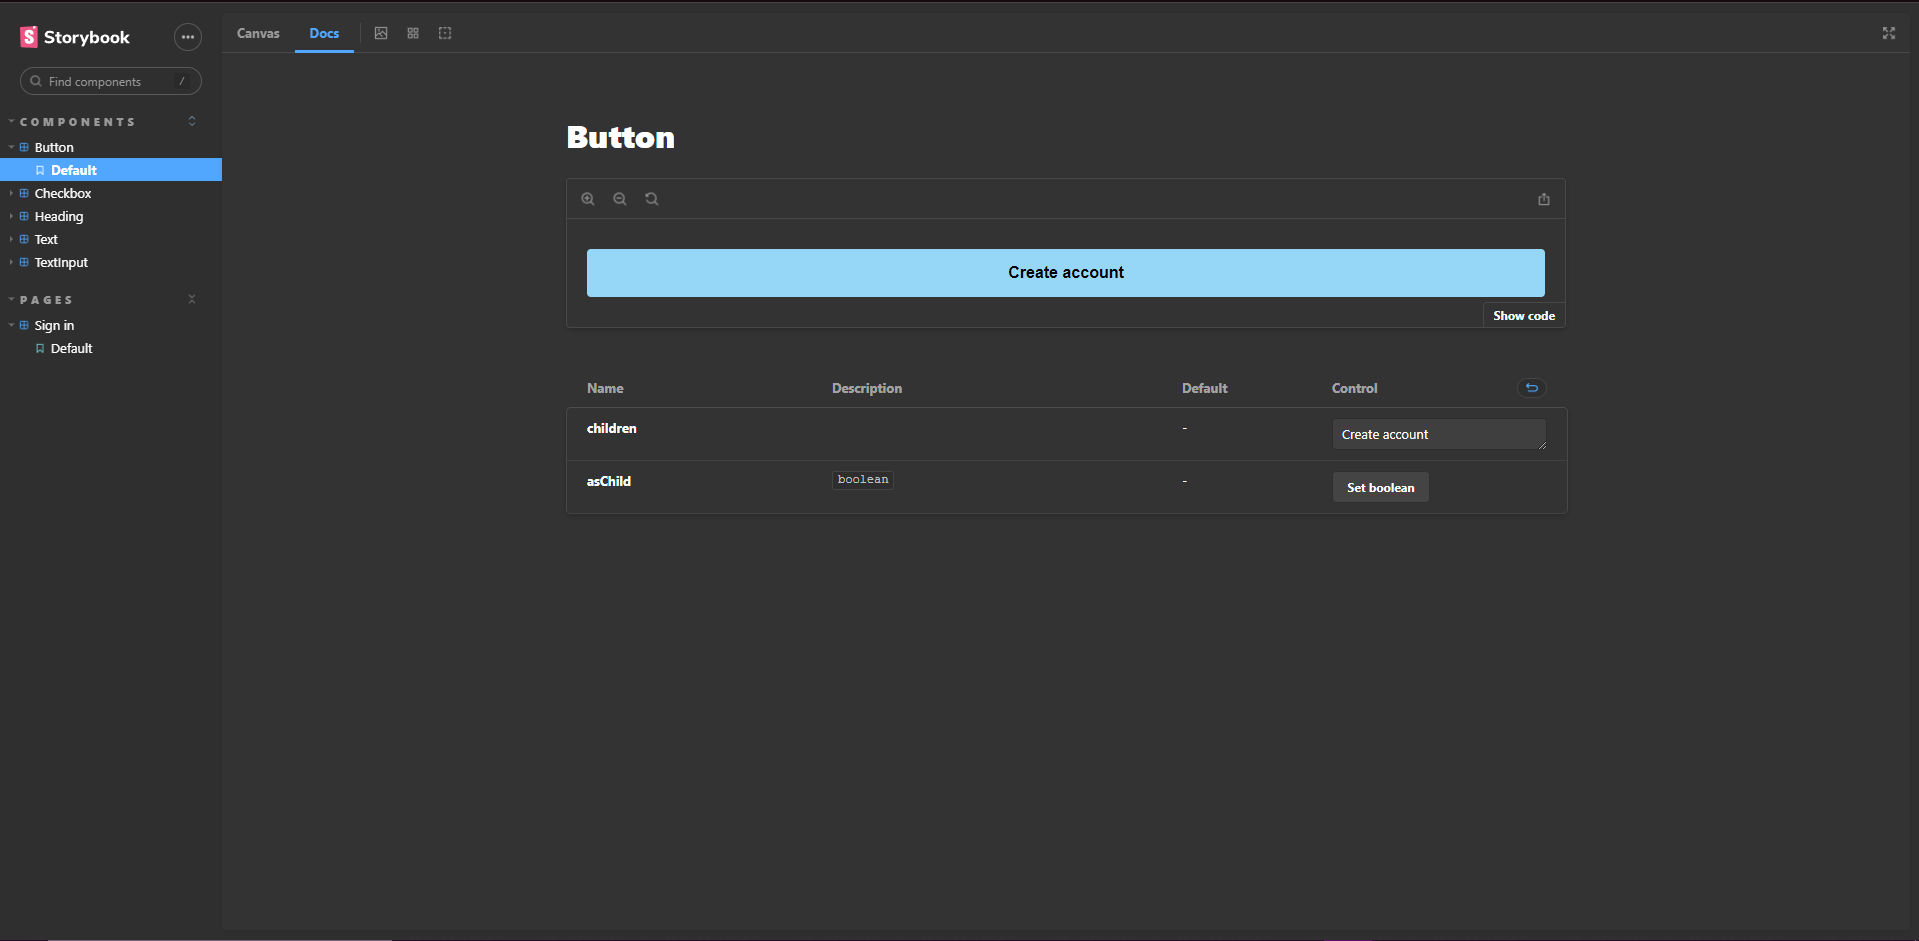 Storybook
Find components /
COMPONENTS
Button
Default
Checkbox
Heading
Text
TextInput
PAGES
Sign in
Default
Canvas Docs
Button
Create account
Show code
Name Description Default Control
children - Create account
asChild boolean - Set boolean